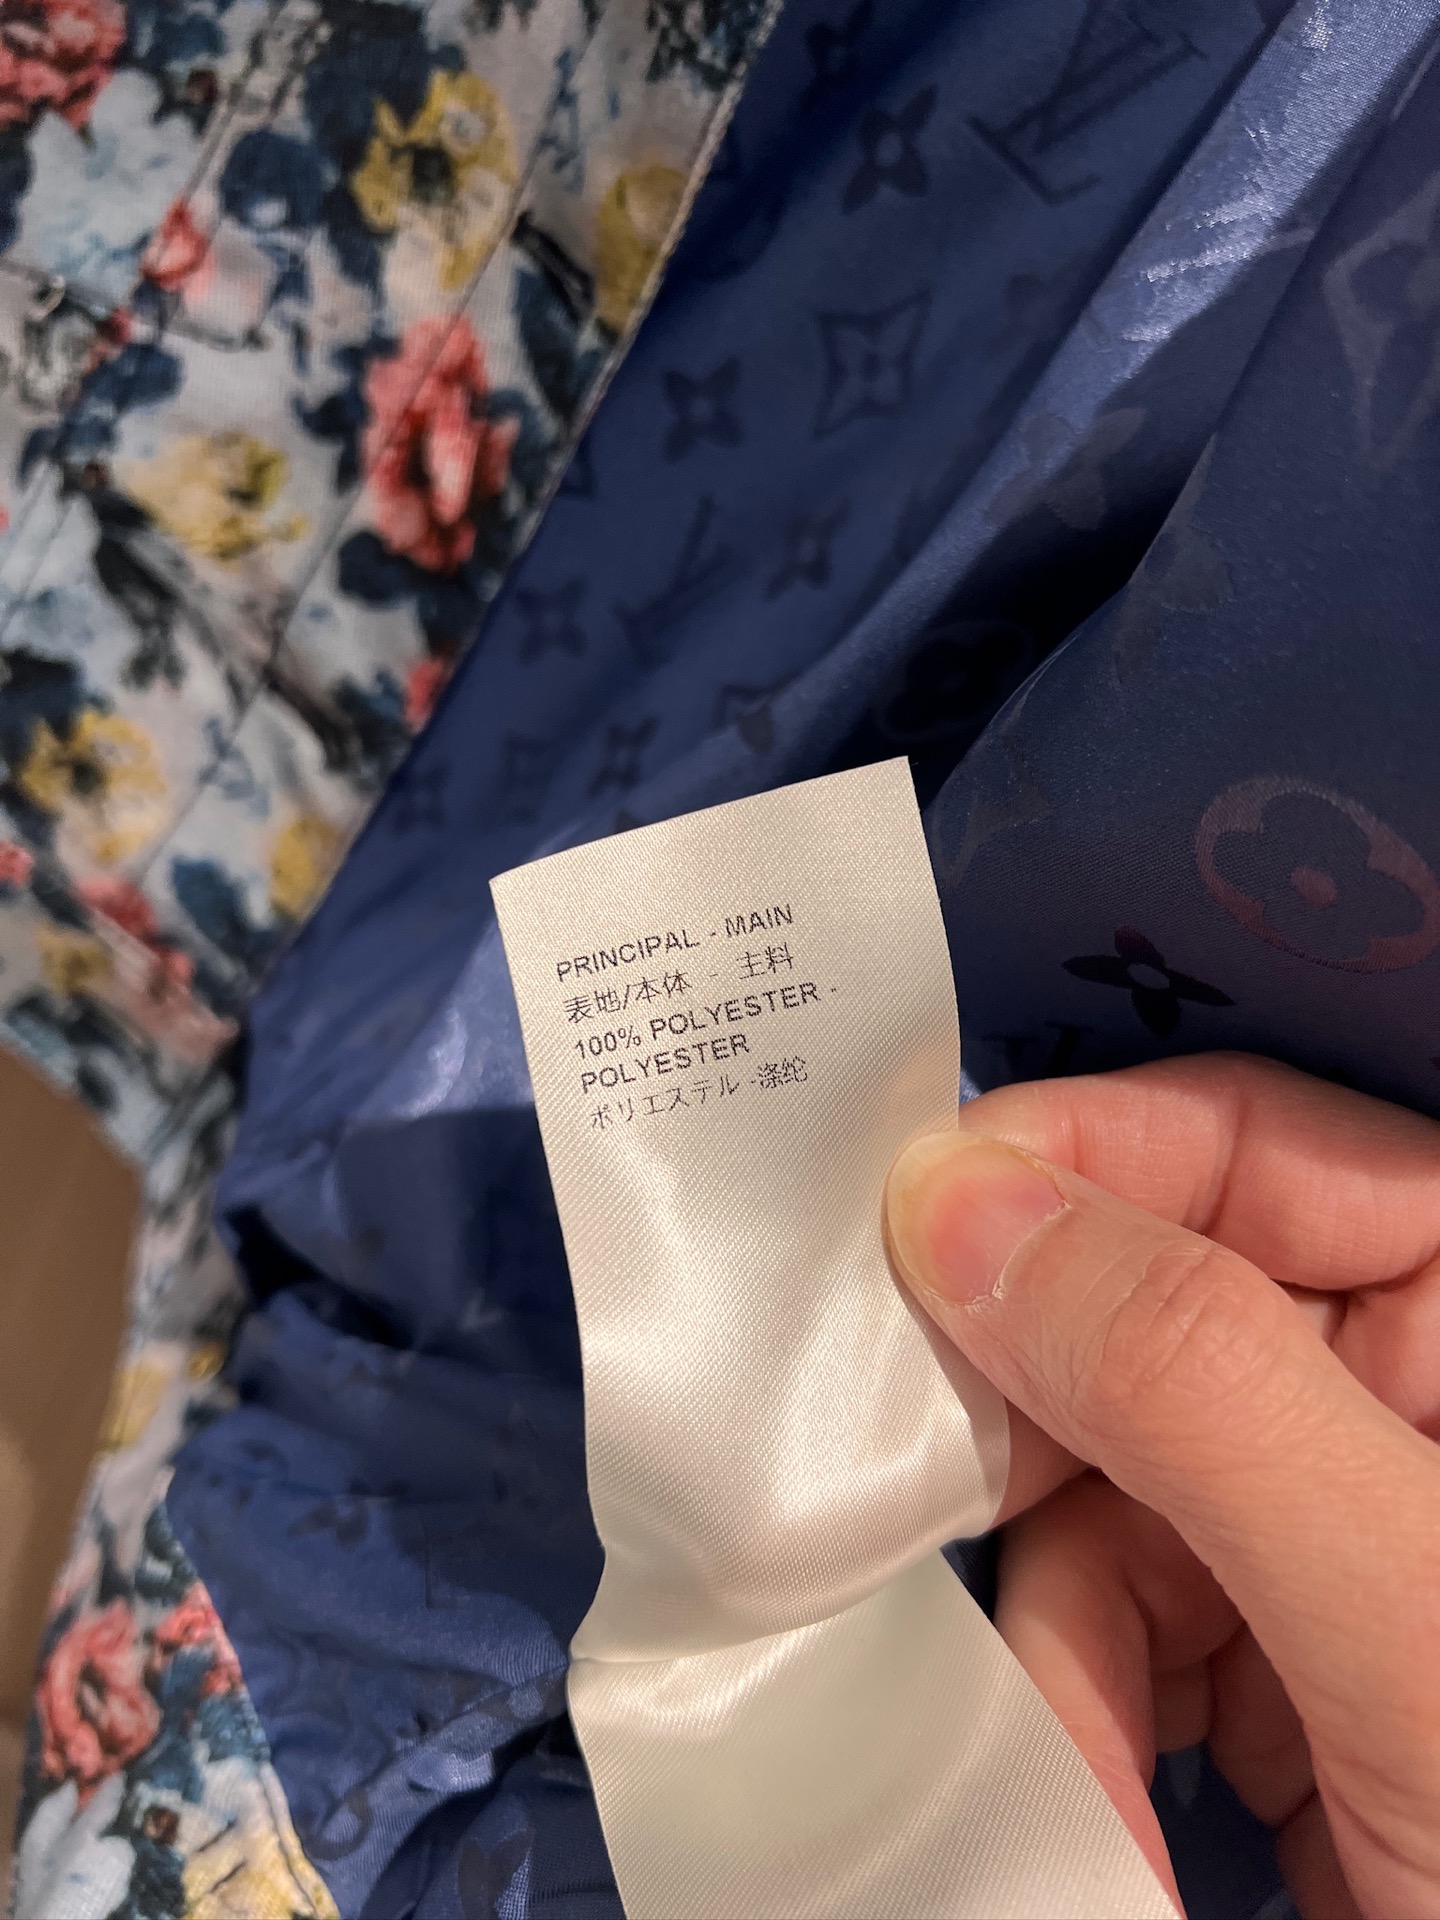 PRINCIPAL - MAIN
表地/本体 - 主料
100% POLYESTER -
POLYESTER
ポリエステル -涤纶